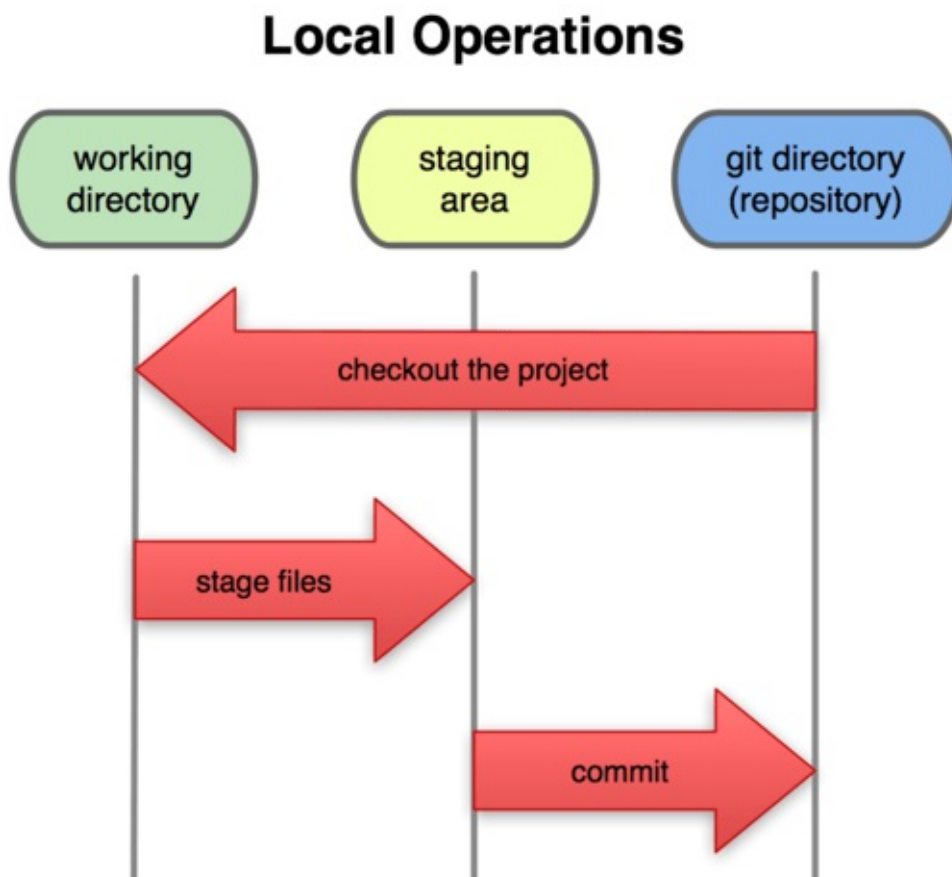 Local Operations
working
directory
staging
area
git directory
(repository)
checkout the project
stage files
commit